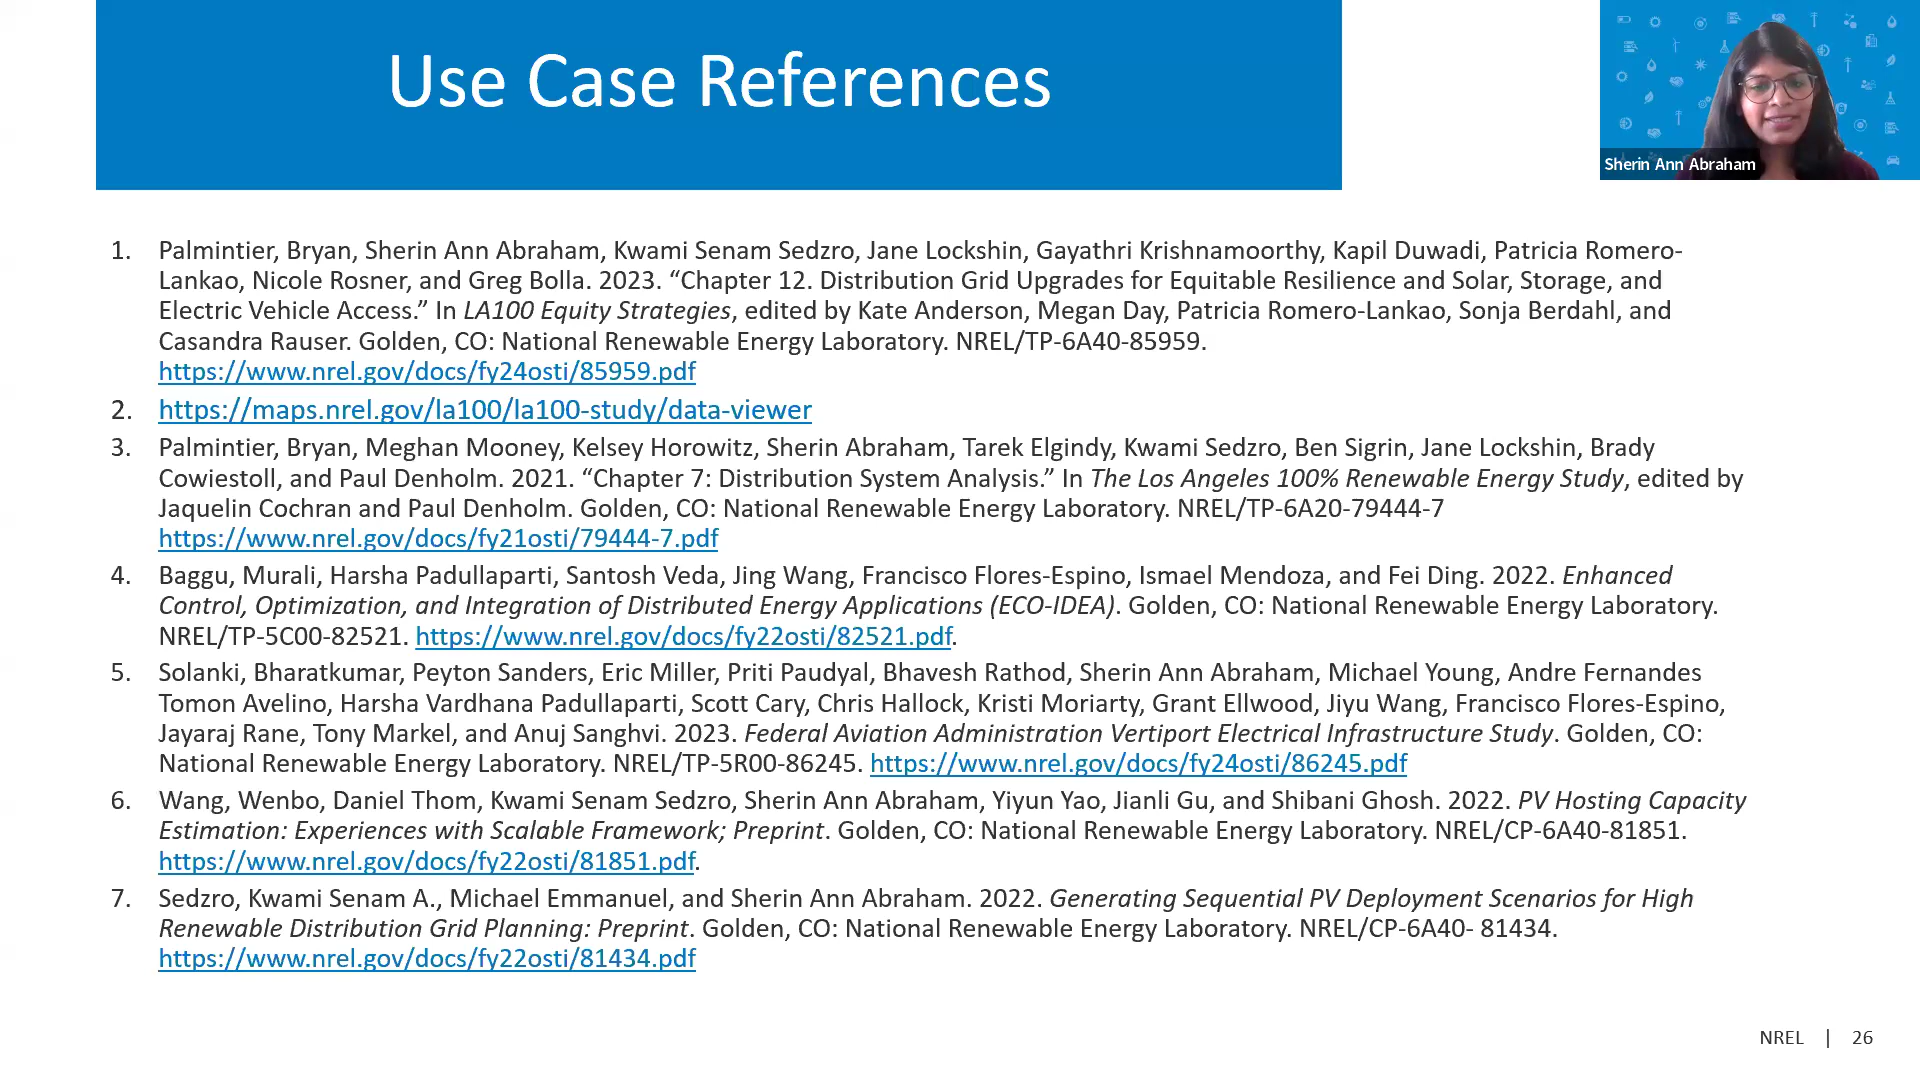 Use Case References
Sherin Ann Abraham
1. Palmintier, Bryan, Sherin Ann Abraham, Kwami Senam Sedzro, Jane Lockshin, Gayathri Krishnamoorthy, Kapil Duwadi, Patricia Romero-
Lankao, Nicole Rosner, and Greg Bolla. 2023. “Chapter 12. Distribution Grid Upgrades for Equitable Resilience and Solar, Storage, and
Electric Vehicle Access.” In LA100 Equity Strategies, edited by Kate Anderson, Megan Day, Patricia Romero-Lankao, Sonja Berdahl, and
Casandra Rauser. Golden, CO: National Renewable Energy Laboratory. NREL/TP-6A40-85959.
https://www.nrel.gov/docs/fy24osti/85959.pdf
2. https://maps.nrel.gov/la100/la100-study/data-viewer
3. Palmintier, Bryan, Meghan Mooney, Kelsey Horowitz, Sherin Abraham, Tarek Elgindy, Kwami Sedzro, Ben Sigrin, Jane Lockshin, Brady
Cowiestoll, and Paul Denholm. 2021. “Chapter 7: Distribution System Analysis.” In The Los Angeles 100% Renewable Energy Study, edited by
Jaquelin Cochran and Paul Denholm. Golden, CO: National Renewable Energy Laboratory. NREL/TP-6A20-79444-7
https://www.nrel.gov/docs/fy21osti/79444-7.pdf
4. Baggu, Murali, Harsha Padullaparti, Santosh Veda, Jing Wang, Francisco Flores-Espino, Ismael Mendoza, and Fei Ding. 2022. Enhanced
Control, Optimization, and Integration of Distributed Energy Applications (ECO-IDEA). Golden, CO: National Renewable Energy Laboratory.
NREL/TP-5C00-82521. https://www.nrel.gov/docs/fy22osti/82521.pdf.
5. Solanki, Bharatkumar, Peyton Sanders, Eric Miller, Priti Paudyal, Bhavesh Rathod, Sherin Ann Abraham, Michael Young, Andre Fernandes
Tomon Avelino, Harsha Vardhana Padullaparti, Scott Cary, Chris Hallock, Kristi Moriarty, Grant Ellwood, Jiyu Wang, Francisco Flores-Espino,
Jayaraj Rane, Tony Markel, and Anuj Sanghvi. 2023. Federal Aviation Administration Vertiport Electrical Infrastructure Study. Golden, CO:
National Renewable Energy Laboratory. NREL/TP-5R00-86245. https://www.nrel.gov/docs/fy24osti/86245.pdf
6. Wang, Wenbo, Daniel Thom, Kwami Senam Sedzro, Sherin Ann Abraham, Yiyun Yao, Jianli Gu, and Shibani Ghosh. 2022. PV Hosting Capacity
Estimation: Experiences with Scalable Framework; Preprint. Golden, CO: National Renewable Energy Laboratory. NREL/CP-6A40-81851.
https://www.nrel.gov/docs/fy22osti/81851.pdf.
7. Sedzro, Kwami Senam A., Michael Emmanuel, and Sherin Ann Abraham. 2022. Generating Sequential PV Deployment Scenarios for High
Renewable Distribution Grid Planning: Preprint. Golden, CO: National Renewable Energy Laboratory. NREL/CP-6A40- 81434.
https://www.nrel.gov/docs/fy22osti/81434.pdf
NREL | 26